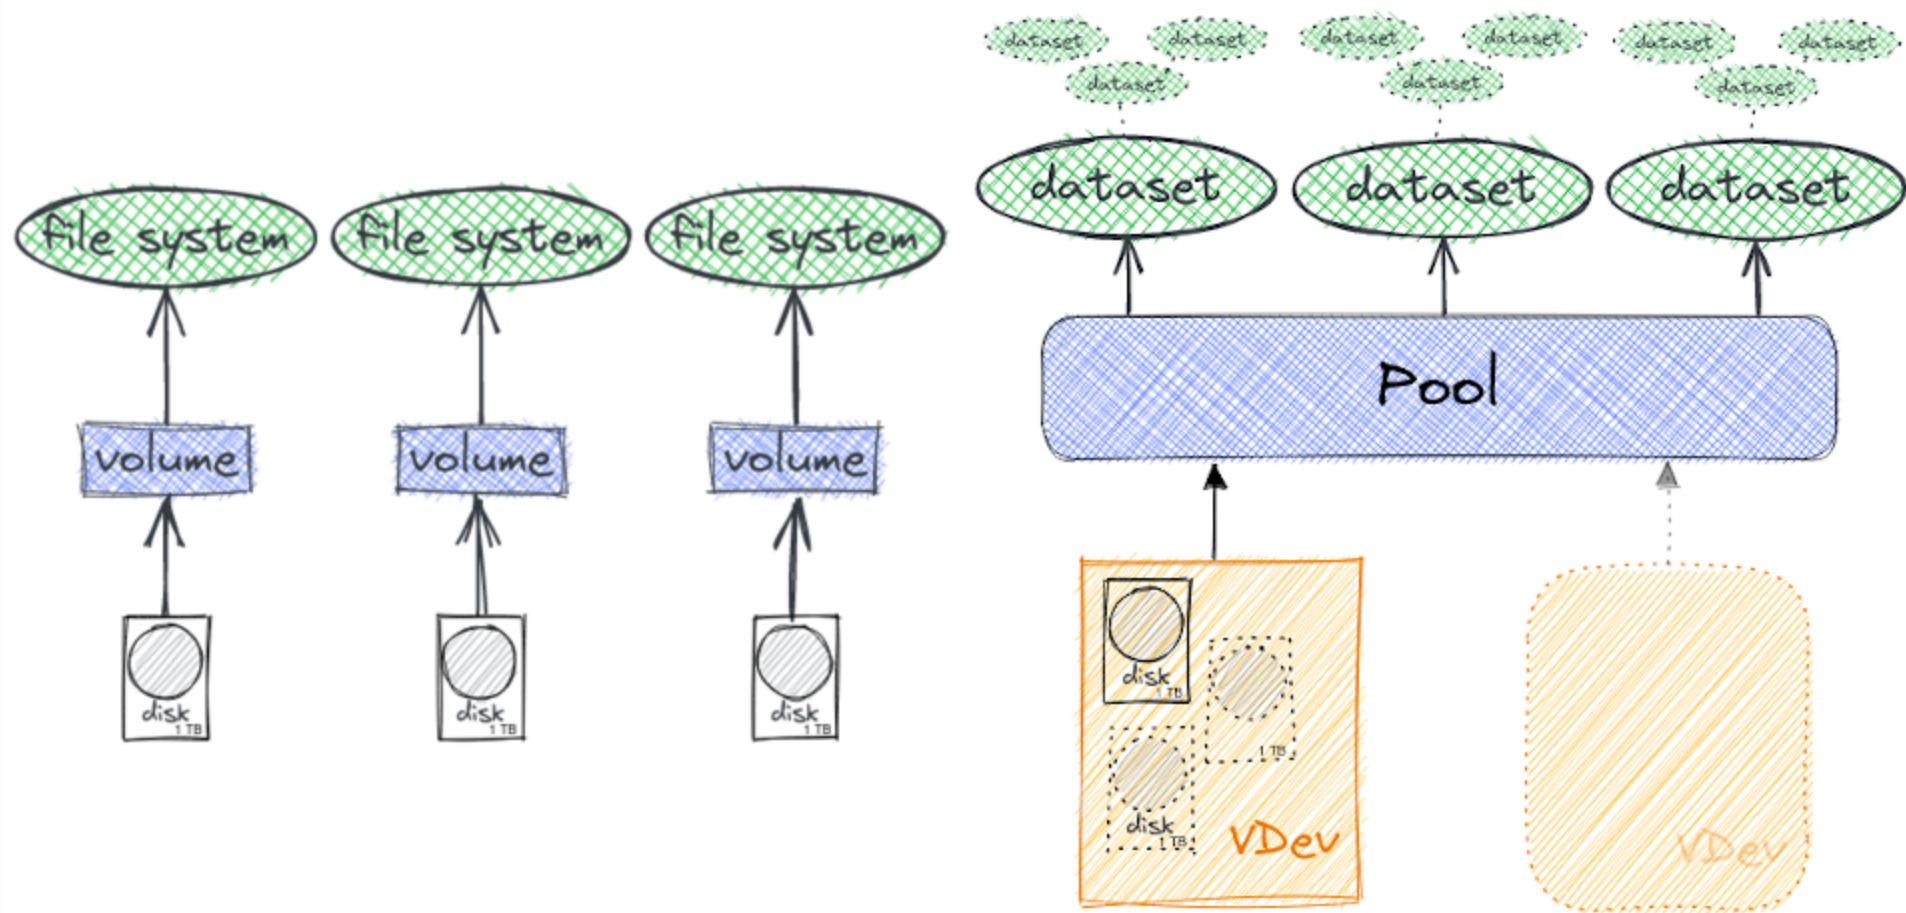 file system
file system
file system
volume
volume
volume
disk
1 TB
disk
1 TB
disk
1 TB
dataset
dataset
dataset
dataset
dataset
dataset
dataset
dataset
dataset
dataset
dataset
dataset
Pool
disk
1 TB
1 TB
disk
1 TB
VDev
VDev